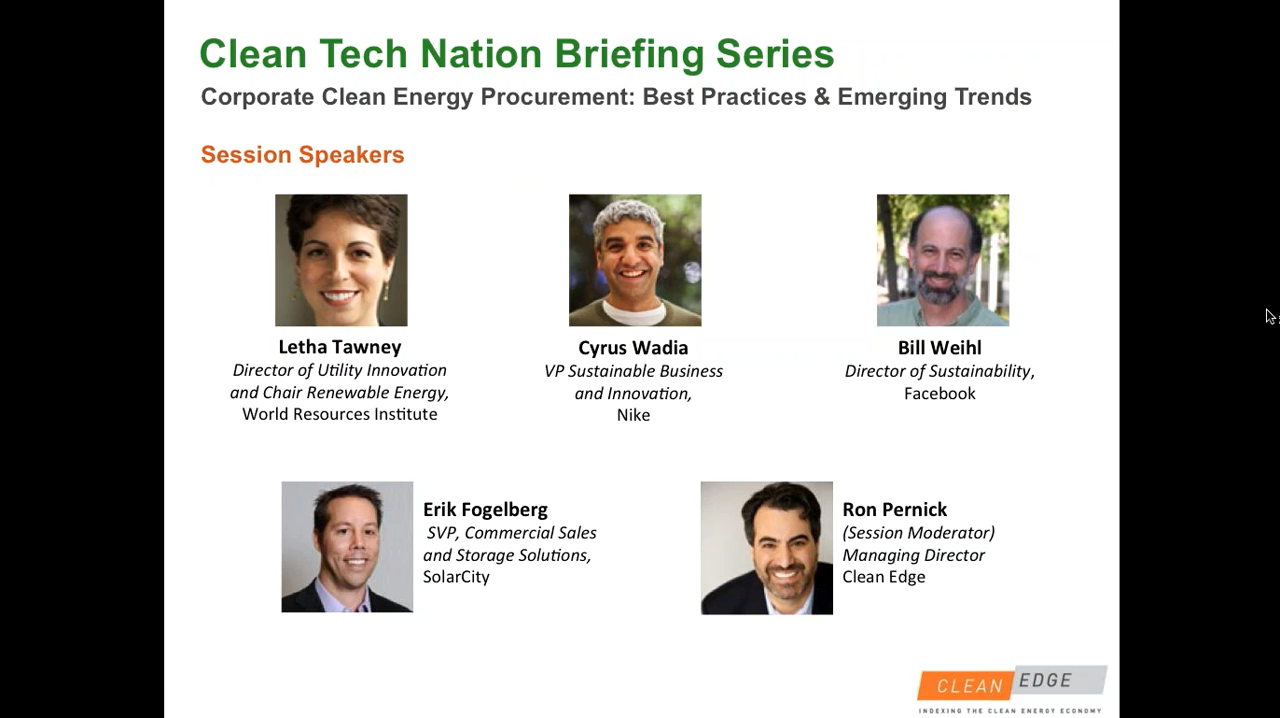 Clean Tech Nation Briefing Series
Corporate Clean Energy Procurement: Best Practices & Emerging Trends
Session Speakers
Letha Tawney
Director of Utility Innovation
and Chair Renewable Energy,
World Resources Institute
Cyrus Wadia
VP Sustainable Business
and Innovation,
Nike
Bill Weihl
Director of Sustainability,
Facebook
Erik Fogelberg
SVP, Commercial Sales
and Storage Solutions,
SolarCity
Ron Pernick
(Session Moderator)
Managing Director
Clean Edge
CLEAN EDGE
INDEXING THE CLEAN ENERGY ECONOMY